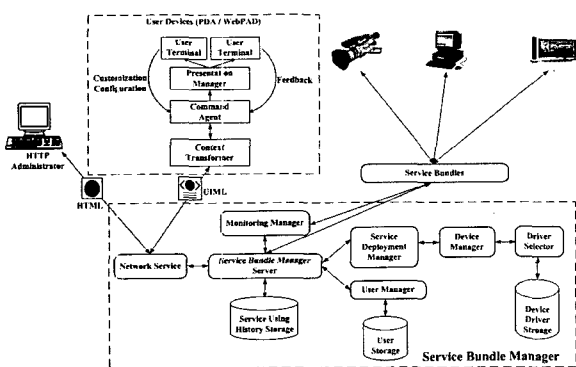 User Devices (PDA / WebPAD)
User
Terminal
User
Terminal
Customization
Configuration
Presentation
Manager
Feedback
Command
Agent
Context
Transformer
HTTP
Administrator
HTML
UIML
Service Bundles
Monitoring Manager
Network Service
Service Bundle Manager
Server
Service
Deployment
Manager
Device
Manager
Driver
Selector
User Manager
Service Using
History Storage
User
Storage
Device
Driver
Stroage
Service Bundle Manager